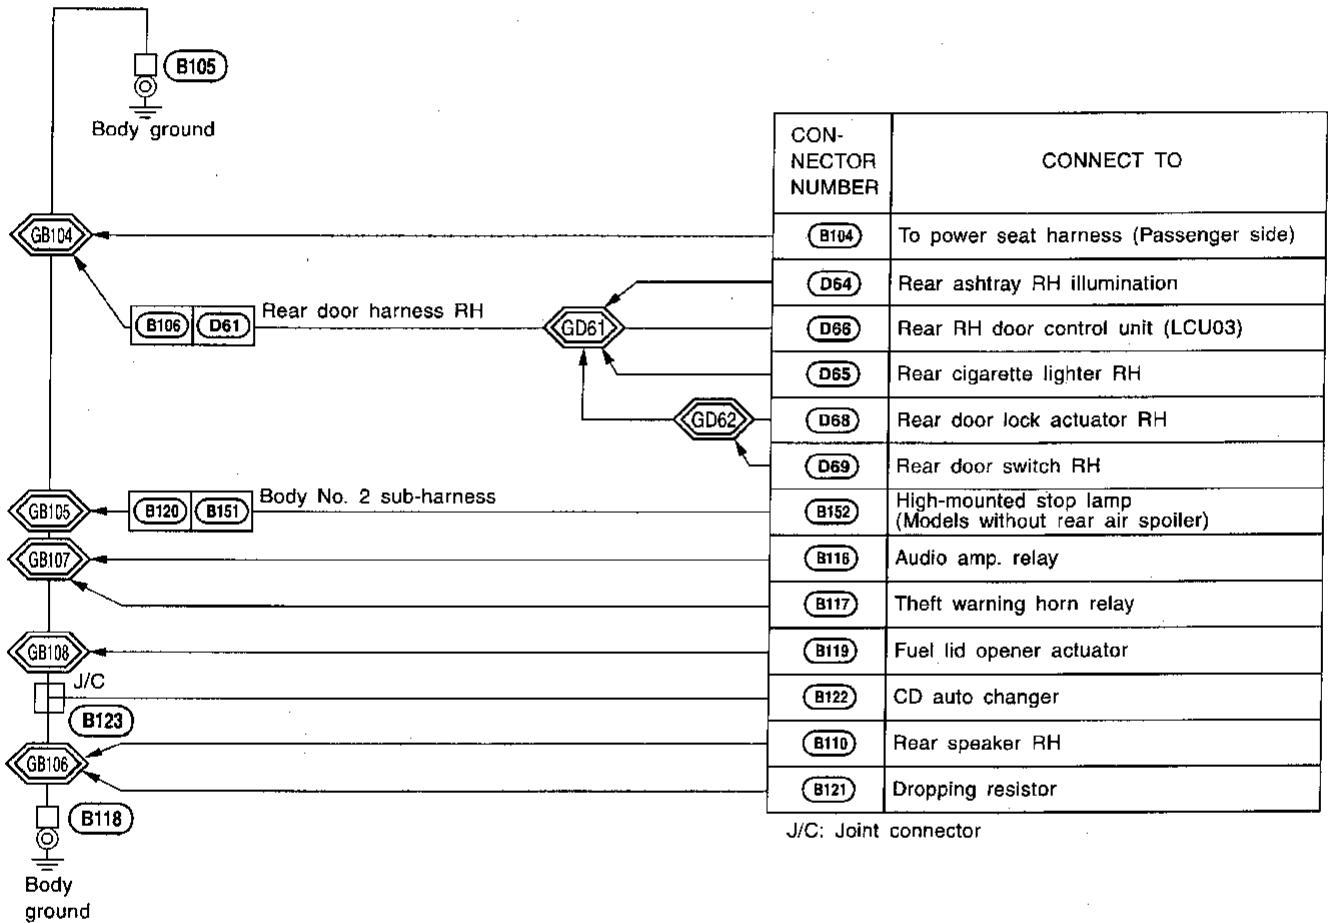 B105
Body ground
CON-
NECTOR
NUMBER
CONNECT TO
GB104
B104
To power seat harness (Passenger side)
D64
Rear ashtray RH illumination
B106
D61
Rear door harness RH
GD61
D66
Rear RH door control unit (LCU03)
D65
Rear cigarette lighter RH
GD62
D68
Rear door lock actuator RH
D69
Rear door switch RH
GB105
B120
B151
Body No. 2 sub-harness
B152
High-mounted stop lamp
(Models without rear air spoiler)
GB107
B116
Audio amp. relay
B117
Theft warning horn relay
GB108
B119
Fuel lid opener actuator
J/C
B122
CD auto changer
B123
B110
Rear speaker RH
GB106
B121
Dropping resistor
B118
J/C: Joint connector
Body
ground